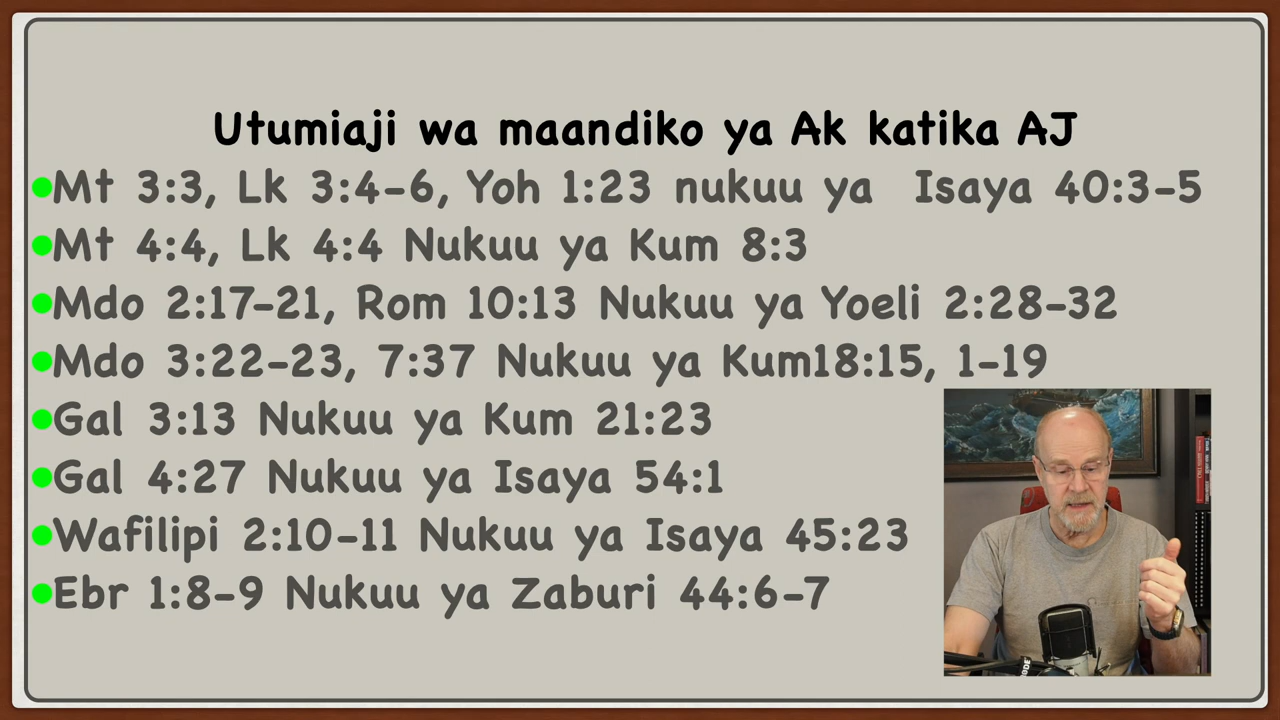 Utumiaji wa maandiko ya Ak katika AJ
•Mt 3:3, Lk 3:4-6, Yoh 1:23 nukuu ya Isaya 40:3-5
•Mt 4:4, Lk 4:4 Nukuu ya Kum 8:3
•Mdo 2:17-21, Rom 10:13 Nukuu ya Yoeli 2:28-32
•Mdo 3:22-23, 7:37 Nukuu ya Kum18:15, 1-19
•Gal 3:13 Nukuu ya Kum 21:23
•Gal 4:27 Nukuu ya Isaya 54:1
•Wafilipi 2:10-11 Nukuu ya Isaya 45:23
•Ebr 1:8-9 Nukuu ya Zaburi 44:6-7